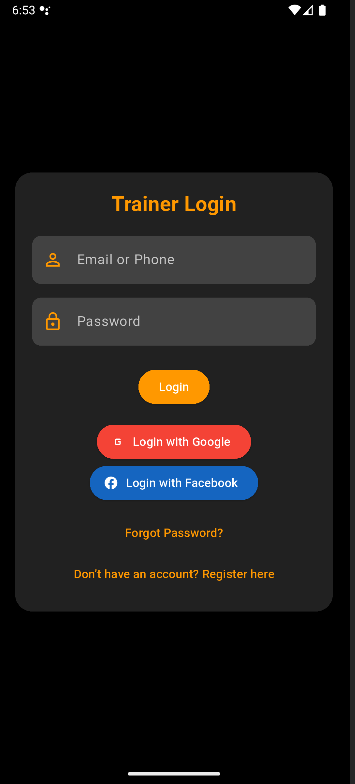 6:53
Trainer Login
Email or Phone
Password
Login
G Login with Google
Login with Facebook
Forgot Password?
Don't have an account? Register here